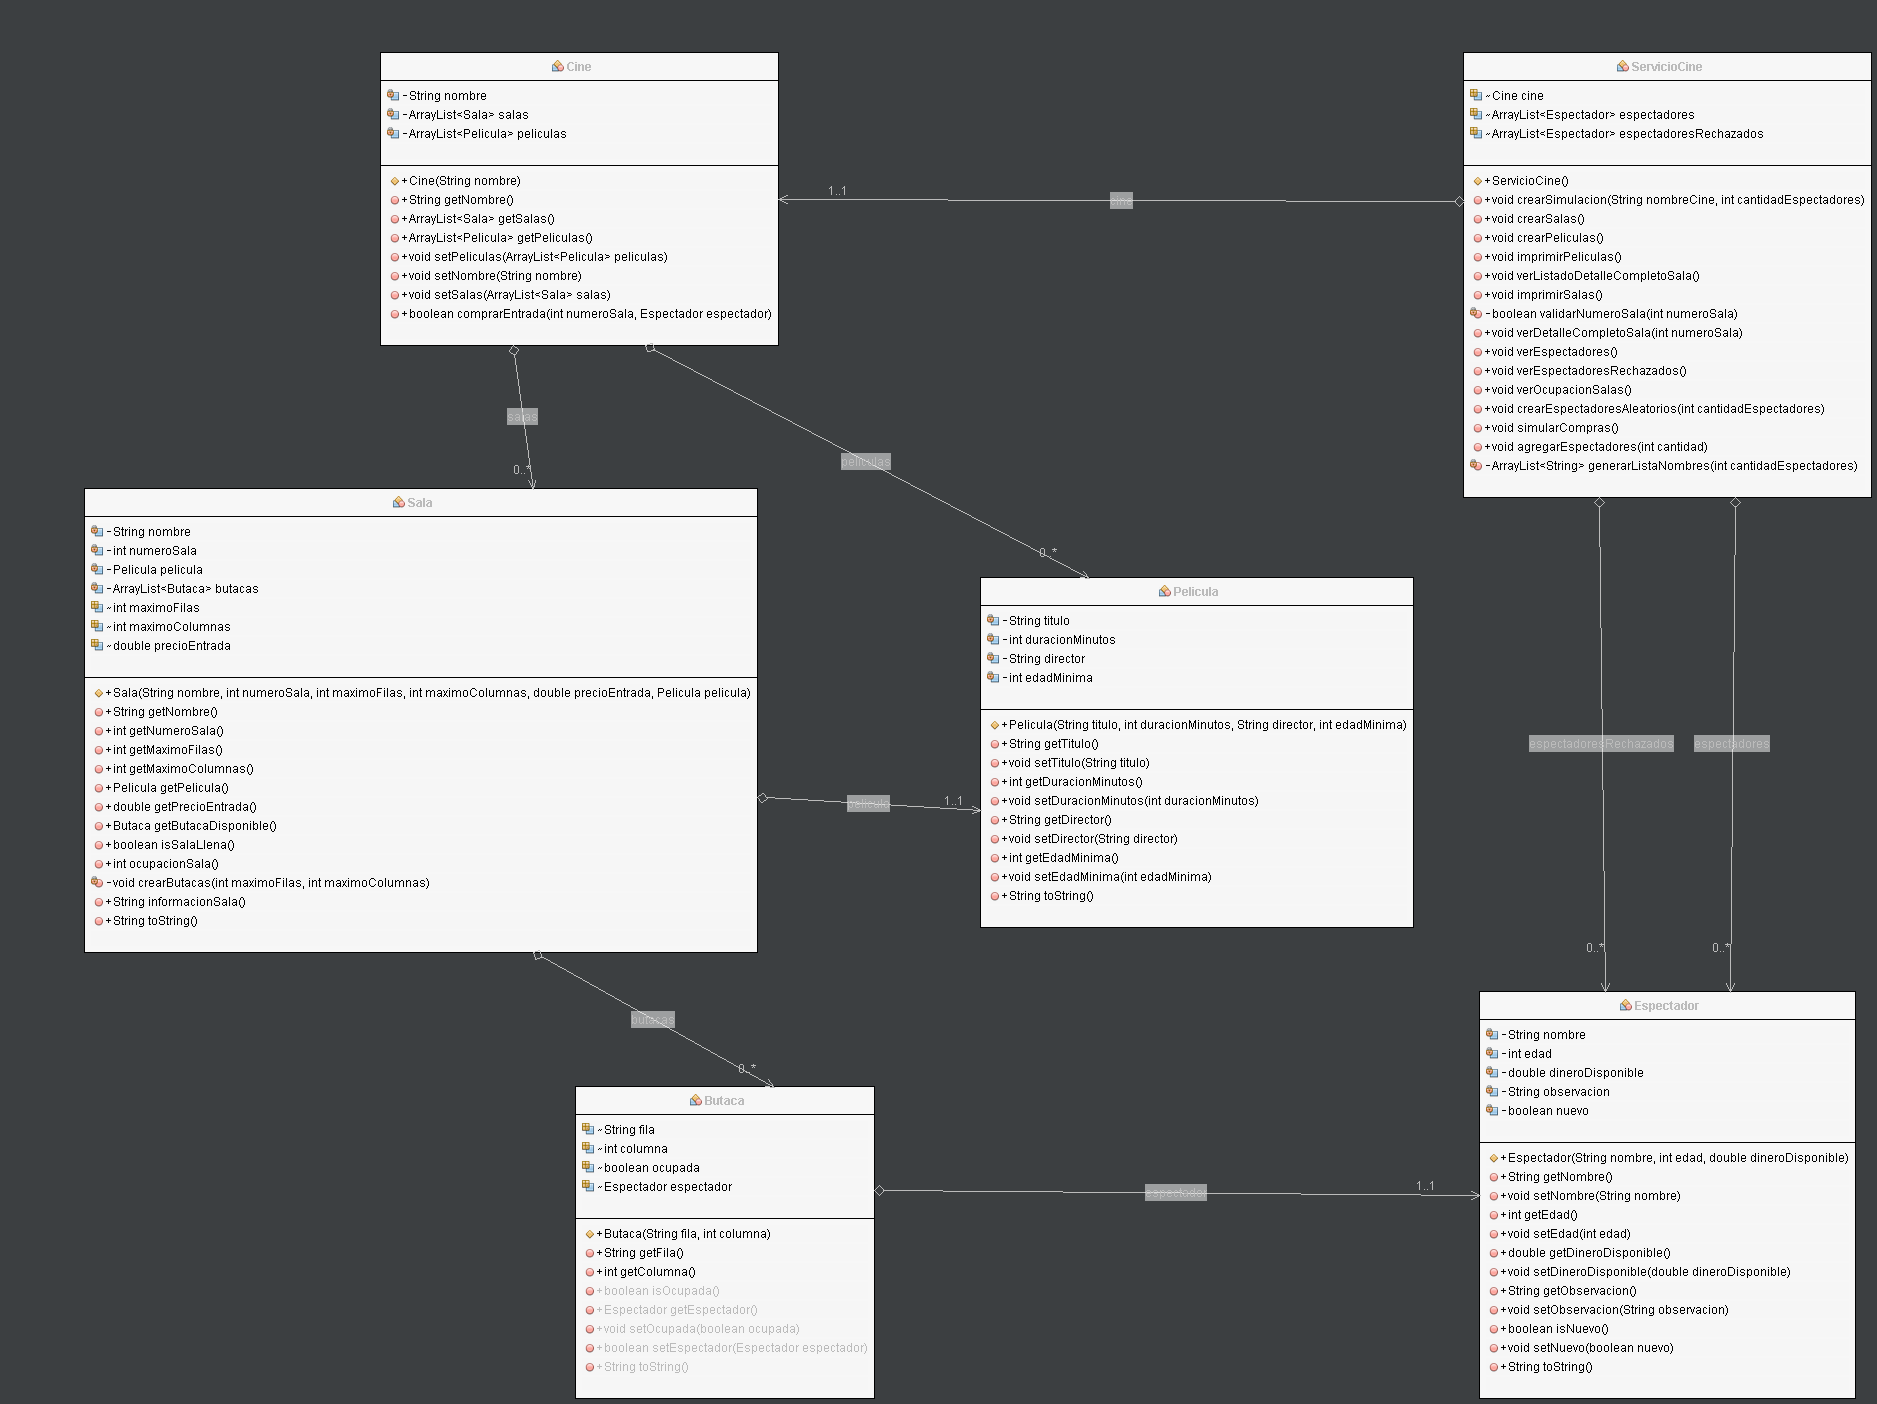 Cine
-String nombre
-ArrayList<Sala> salas
-ArrayList<Pelicula> peliculas
+Cine(String nombre)
+String getNombre()
+ArrayList<Sala> getSalas()
+ArrayList<Pelicula> getPeliculas()
+void setPeliculas(ArrayList<Pelicula> peliculas)
+void setNombre(String nombre)
+void setSalas(ArrayList<Sala> salas)
+boolean comprarEntrada(int numeroSala, Espectador espectador)
1..1
cine
ServicioCine
~Cine cine
~ArrayList<Espectador> espectadores
~ArrayList<Espectador> espectadoresRechazados
+ServicioCine()
+void crearSimulacion(String nombreCine, int cantidadEspectadores)
+void crearSalas()
+void crearPeliculas()
+void imprimirPeliculas()
+void verListadoDetalleCompletoSala()
+void imprimirSalas()
-boolean validarNumeroSala(int numeroSala)
+void verDetalleCompletoSala(int numeroSala)
+void verEspectadores()
+void verEspectadoresRechazados()
+void verOcupacionSalas()
+void crearEspectadoresAleatorios(int cantidadEspectadores)
+void simularCompras()
+void agregarEspectadores(int cantidad)
-ArrayList<String> generarListaNombres(int cantidadEspectadores)
salas
0..*
peliculas
0..*
Sala
-String nombre
-int numeroSala
-Pelicula pelicula
-ArrayList<Butaca> butacas
~int maximoFilas
~int maximoColumnas
~double precioEntrada
+Sala(String nombre, int numeroSala, int maximoFilas, int maximoColumnas, double precioEntrada, Pelicula pelicula)
+String getNombre()
+int getNumeroSala()
+int getMaximoFilas()
+int getMaximoColumnas()
+Pelicula getPelicula()
+double getPrecioEntrada()
+Butaca getButacaDisponible()
+boolean isSalaLlena()
+int ocupacionSala()
-void crearButacas(int maximoFilas, int maximoColumnas)
+String informacionSala()
+String toString()
pelicula
1..1
Pelicula
-String titulo
-int duracionMinutos
-String director
-int edadMinima
+Pelicula(String titulo, int duracionMinutos, String director, int edadMinima)
+String getTitulo()
+void setTitulo(String titulo)
+int getDuracionMinutos()
+void setDuracionMinutos(int duracionMinutos)
+String getDirector()
+void setDirector(String director)
+int getEdadMinima()
+void setEdadMinima(int edadMinima)
+String toString()
espectadoresRechazados
espectadores
0..*
0..*
butacas
0..*
Butaca
~String fila
~int columna
~boolean ocupada
~Espectador espectador
+Butaca(String fila, int columna)
+String getFila()
+int getColumna()
+boolean isOcupada()
+Espectador getEspectador()
+void setOcupada(boolean ocupada)
+boolean setEspectador(Espectador espectador)
+String toString()
espectador
1..1
Espectador
-String nombre
-int edad
-double dineroDisponible
-String observacion
-boolean nuevo
+Espectador(String nombre, int edad, double dineroDisponible)
+String getNombre()
+void setNombre(String nombre)
+int getEdad()
+void setEdad(int edad)
+double getDineroDisponible()
+void setDineroDisponible(double dineroDisponible)
+String getObservacion()
+void setObservacion(String observacion)
+boolean isNuevo()
+void setNuevo(boolean nuevo)
+String toString()